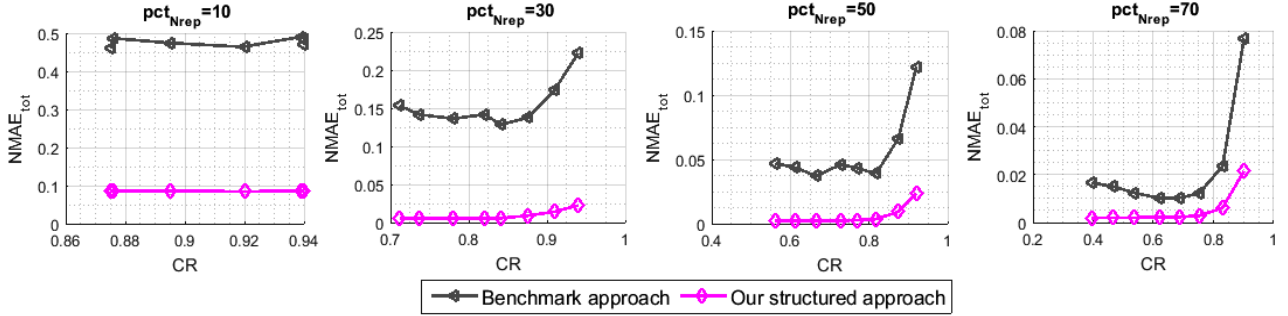 pct_Nrep=10
NMAE_tot
0.5
0.4
0.3
0.2
0.1
0
0.86
0.88
0.9
0.92
0.94
CR
pct_Nrep=30
NMAE_tot
0.25
0.2
0.15
0.1
0.05
0
0.7
0.8
0.9
1
CR
pct_Nrep=50
NMAE_tot
0.15
0.1
0.05
0
0.4
0.6
0.8
1
CR
pct_Nrep=70
NMAE_tot
0.08
0.06
0.04
0.02
0
0.2
0.4
0.6
0.8
1
CR
Benchmark approach
Our structured approach